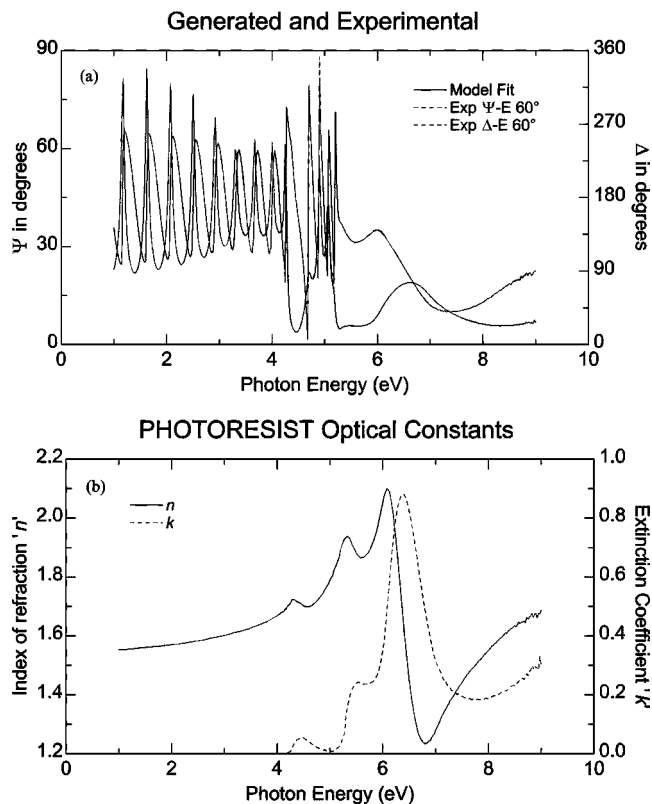 Generated and Experimental
(a)
Model Fit
Exp Ψ-E 60°
Exp Δ-E 60°
Ψ in degrees
Δ in degrees
90
60
30
0
360
270
180
90
0
0 2 4 6 8 10
Photon Energy (eV)
PHOTORESIST Optical Constants
(b)
n
k
Index of refraction 'n'
Extinction Coefficient 'k'
2.2
2.0
1.8
1.6
1.4
1.2
1.0
0.8
0.6
0.4
0.2
0.0
0 2 4 6 8 10
Photon Energy (eV)